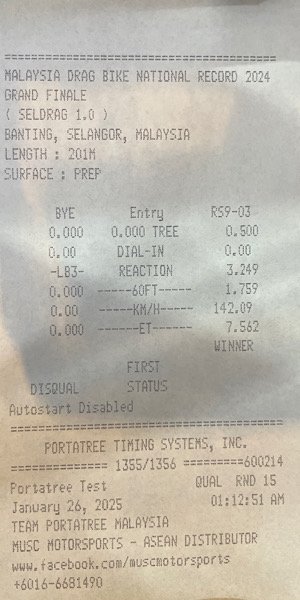 ==================================
MALAYSIA DRAG BIKE NATIONAL RECORD 2024
GRAND FINALE
( SELDRAG 1.0 )
BANTING, SELANGOR, MALAYSIA
LENGTH : 201M
SURFACE : PREP
BYE Entry RS9-03
0.000 0.000 TREE 0.500
0.00 DIAL-IN 0.00
-LB3- REACTION 3.249
0.000 ------60FT----- 1.759
0.00 -----KM/H----- 142.09
0.000 ------ET----- 7.562
WINNER
FIRST
DISQUAL STATUS
Autostart Disabled
==================================
PORTATREE TIMING SYSTEMS, INC.
============== 1355/1356 =========600214
Portatree Test QUAL RND 15
January 26, 2025 01:12:51 AM
TEAM PORTATREE MALAYSIA
MUSC MOTORSPORTS - ASEAN DISTRIBUTOR
www.facebook.com/muscmotorsports
+6016-6681490